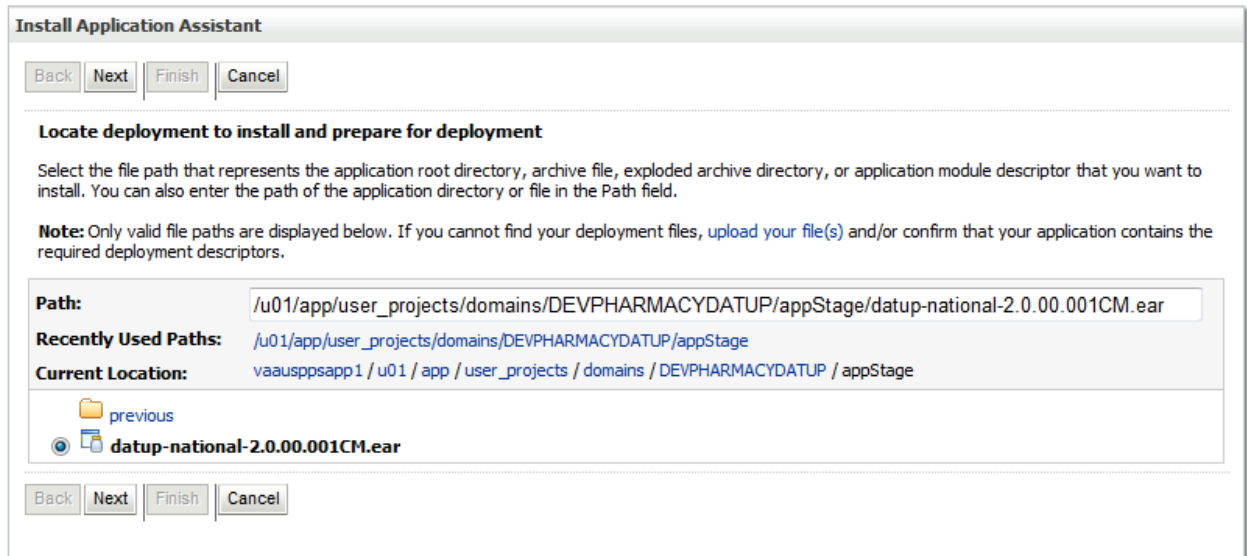 Install Application Assistant
Back Next Finish Cancel
Locate deployment to install and prepare for deployment
Select the file path that represents the application root directory, archive file, exploded archive directory, or application module descriptor that you want to
install. You can also enter the path of the application directory or file in the Path field.
Note: Only valid file paths are displayed below. If you cannot find your deployment files, upload your file(s) and/or confirm that your application contains the
required deployment descriptors.
Path: /u01/app/user_projects/domains/DEVPHARMACYDATUP/appStage/datup-national-2.0.00.001CM.ear
Recently Used Paths: /u01/app/user_projects/domains/DEVPHARMACYDATUP/appStage
Current Location: vaausppsapp1 / u01 / app / user_projects / domains / DEVPHARMACYDATUP / appStage
previous
datup-national-2.0.00.001CM.ear
Back Next Finish Cancel